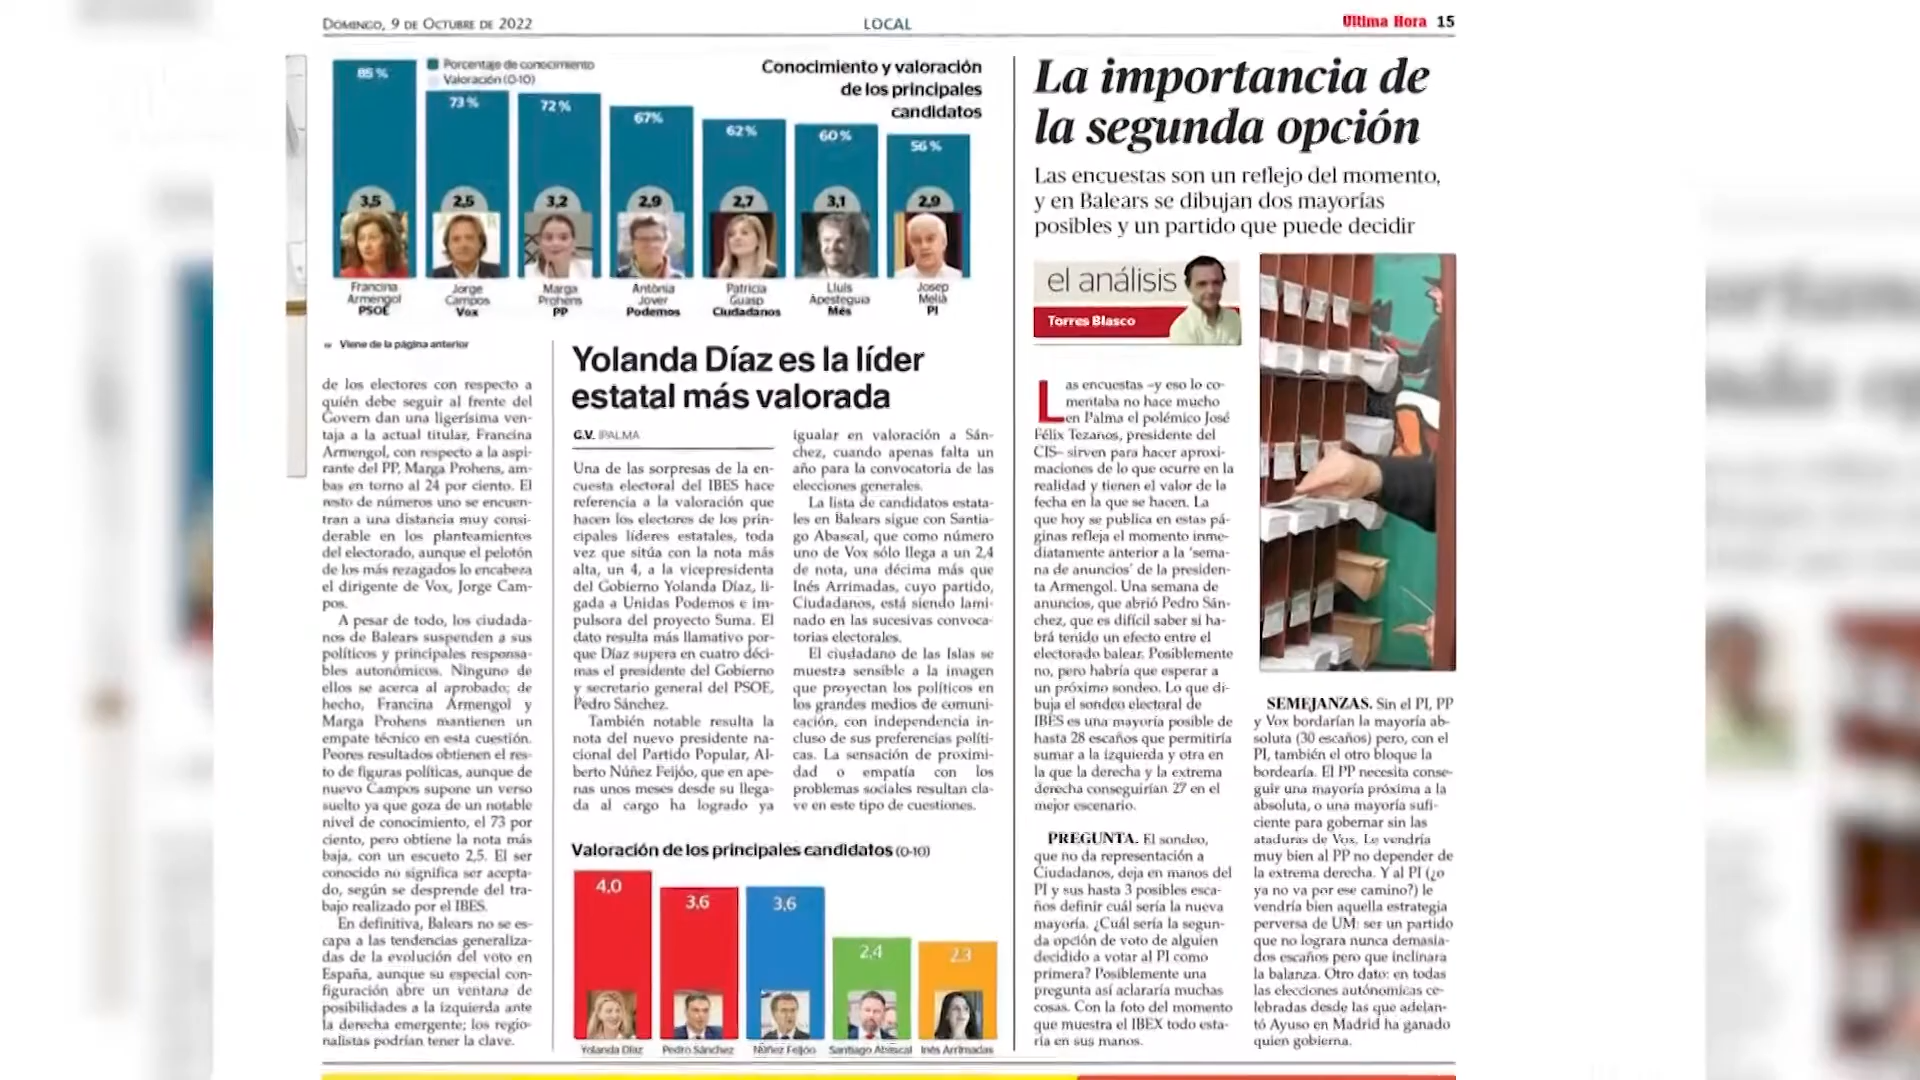 DOMINGO, 9 DE OCTUBRE DE 2022
LOCAL
Ultima Hora 15
Porcentaje de conocimiento
Valoración (0-10)
Conocimiento y valoración
de los principales
candidatos
85 %
73 %
72 %
67%
62 %
60 %
56 %
3,5
2,5
3,2
2,9
2,7
3,1
2,9
Francina
Armengol
PSOE
Jorge
Campos
Vox
Marga
Prohens
PP
Antònia
Jover
Podemos
Patricia
Guasp
Ciudadanos
Lluís
Apesteguia
Més
Josep
Melià
PI
Viene de la página anterior
de los electores con respecto a
quién debe seguir al frente del
Govern dan una ligerísima ven-
taja a la actual titular, Francina
Armengol, con respecto a la aspi-
rante del PP, Marga Prohens, am-
bas en torno al 24 por ciento. El
resto de números uno se encuen-
tran a una distancia muy consi-
derable en los planteamientos
del electorado, aunque el pelotón
de los más rezagados lo encabeza
el dirigente de Vox, Jorge Cam-
pos.
A pesar de todo, los ciudada-
nos de Balears suspenden a sus
políticos y principales responsa-
bles autonómicos. Ninguno de
ellos se acerca al aprobado; de
hecho, Francina Armengol y
Marga Prohens mantienen un
empate técnico en esta cuestión.
Peores resultados obtienen el res-
to de figuras políticas, aunque de
nuevo Campos supone un verso
suelto ya que goza de un notable
nivel de conocimiento, el 73 por
ciento, pero obtiene la nota más
baja, con un escueto 2,5. El ser
conocido no significa ser acepta-
do, según se desprende del tra-
bajo realizado por el IBES.
En definitiva, Balears no se es-
capa a las tendencias generaliza-
das de la evolución del voto en
España, aunque su especial con-
figuración abre un ventana de
posibilidades a la izquierda ante
la derecha emergente; los regio-
nalistas podrían tener la clave.
Yolanda Díaz es la líder
estatal más valorada
G.V. | PALMA
Una de las sorpresas de la en-
cuesta electoral del IBES hace
referencia a la valoración que
hacen los electores de los prin-
cipales líderes estatales, toda
vez que sitúa con la nota más
alta, un 4, a la vicepresidenta
del Gobierno Yolanda Díaz, li-
gada a Unidas Podemos e im-
pulsora del proyecto Suma. El
dato resulta más llamativo por-
que Díaz supera en cuatro déci-
mas el presidente del Gobierno
y secretario general del PSOE,
Pedro Sánchez.
También notable resulta la
nota del nuevo presidente na-
cional del Partido Popular, Al-
berto Núñez Feijóo, que en ape-
nas unos meses desde su llega-
da al cargo ha logrado ya
igualar en valoración a Sán-
chez, cuando apenas falta un
año para la convocatoria de las
elecciones generales.
La lista de candidatos estata-
les en Balears sigue con Santia-
go Abascal, que como número
uno de Vox sólo llega a un 2,4
de nota, una décima más que
Inés Arrimadas, cuyo partido,
Ciudadanos, está siendo lami-
nado en las sucesivas convoca-
torias electorales.
El ciudadano de las Islas se
muestra sensible a la imagen
que proyectan los políticos en
los grandes medios de comuni-
cación, con independencia in-
cluso de sus preferencias políti-
cas. La sensación de proximi-
dad o empatía con los
problemas sociales resultan cla-
ve en este tipo de cuestiones.
Valoración de los principales candidatos (0-10)
4,0
3,6
3,6
2,4
2,3
Yolanda Díaz
Pedro Sánchez
Núñez Feijóo
Santiago Abascal
Inés Arrimadas
La importancia de
la segunda opción
Las encuestas son un reflejo del momento,
y en Balears se dibujan dos mayorías
posibles y un partido que puede decidir
el análisis
Torres Blasco
Las encuestas –y eso lo co-
mentaba no hace mucho
en Palma el polémico José
Félix Tezanos, presidente del
CIS– sirven para hacer aproxi-
maciones de lo que ocurre en la
realidad y tienen el valor de la
fecha en la que se hacen. La
que hoy se publica en estas pá-
ginas refleja el momento inme-
diatamente anterior a la 'sema-
na de anuncios' de la presiden-
ta Armengol. Una semana de
anuncios, que abrió Pedro Sán-
chez, que es difícil saber si ha-
brá tenido un efecto entre el
electorado balear. Posiblemente
no, pero habría que esperar a
un próximo sondeo. Lo que di-
buja el sondeo electoral de
IBES es una mayoría posible de
hasta 28 escaños que permitiría
sumar a la izquierda y otra en
la que la derecha y la extrema
derecha conseguirían 27 en el
mejor escenario.
PREGUNTA. El sondeo,
que no da representación a
Ciudadanos, deja en manos del
PI y sus hasta 3 posibles esca-
ños definir cuál sería la nueva
mayoría. ¿Cuál sería la segun-
da opción de voto de alguien
decidido a votar al PI como
primera? Posiblemente una
pregunta así aclararía muchas
cosas. Con la foto del momento
que muestra el IBEX todo esta-
ría en sus manos.
SEMEJANZAS. Sin el PI, PP
y Vox bordarían la mayoría ab-
soluta (30 escaños) pero, con el
PI, también el otro bloque la
bordearía. El PP necesita conse-
guir una mayoría próxima a la
absoluta, o una mayoría sufi-
ciente para gobernar sin las
ataduras de Vox. Le vendría
muy bien al PP no depender de
la extrema derecha. Y al PI (¿o
ya no va por ese camino?) le
vendría bien aquella estrategia
perversa de UM: ser un partido
que no lograra nunca demasia-
dos escaños pero que inclinara
la balanza. Otro dato: en todas
las elecciones autonómicas ce-
lebradas desde las que adelan-
tó Ayuso en Madrid ha ganado
quien gobierna.